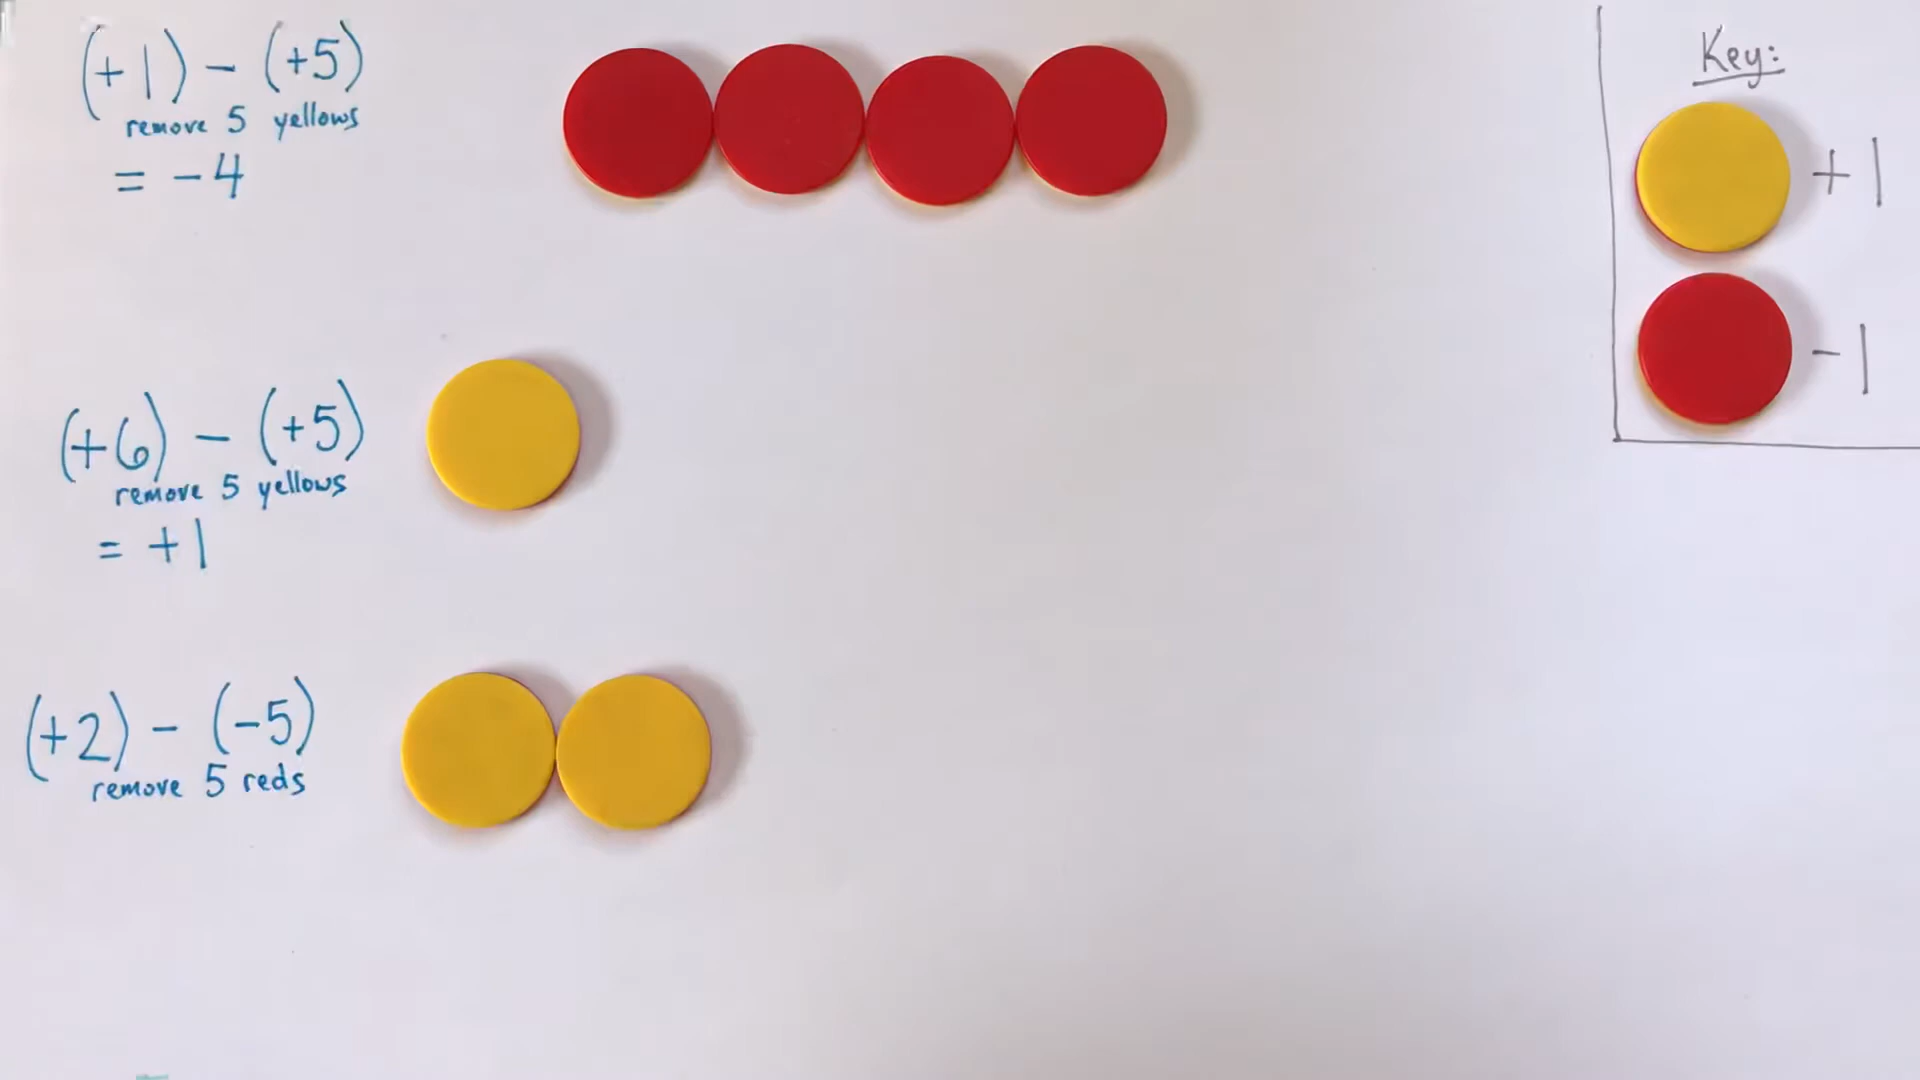 (+1) - (+5)
remove 5 yellows
= -4
Key:
+1
-1
(+6) - (+5)
remove 5 yellows
= +1
(+2) - (-5)
remove 5 reds